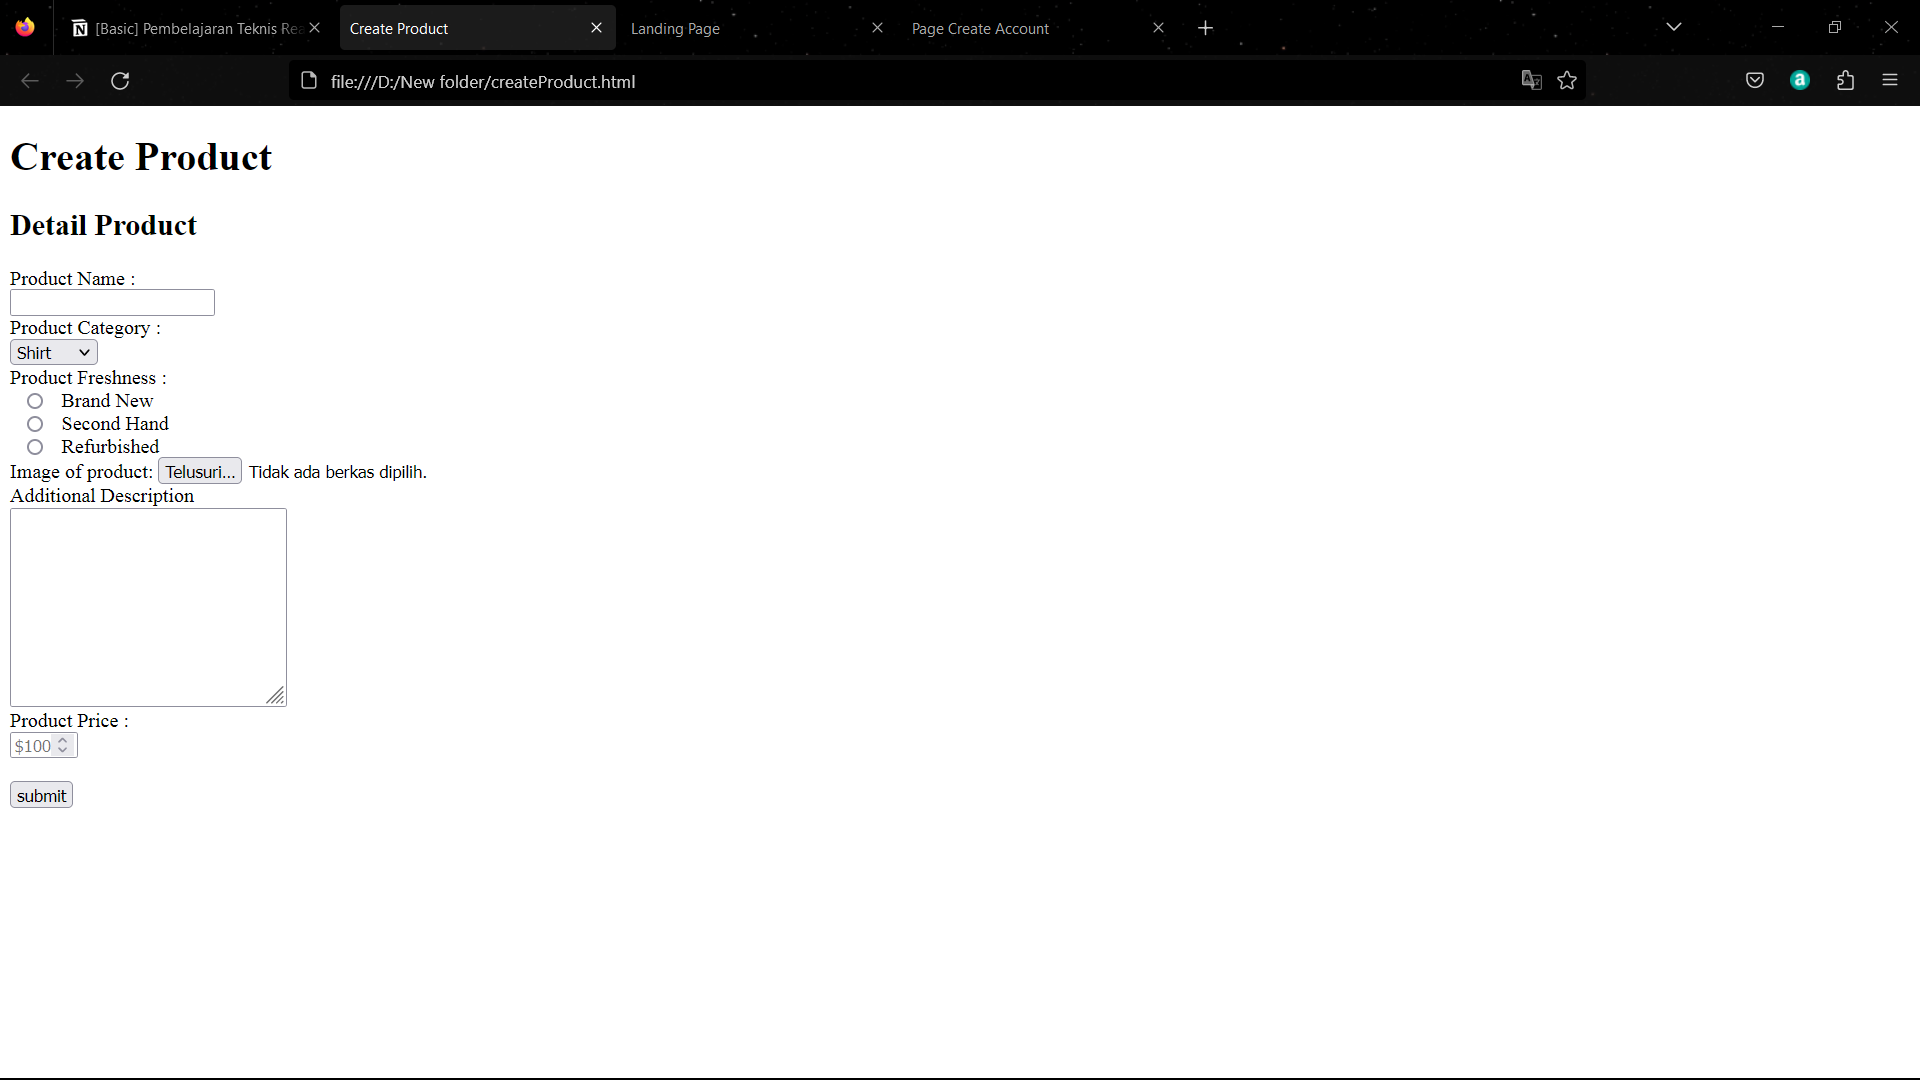 [Basic] Pembelajaran Teknis Rea
Create Product
Landing Page
Page Create Account
file:///D:/New folder/createProduct.html
Create Product
Detail Product
Product Name :
Product Category :
Shirt
Product Freshness :
Brand New
Second Hand
Refurbished
Image of product: Telusuri... Tidak ada berkas dipilih.
Additional Description
Product Price :
$100
submit